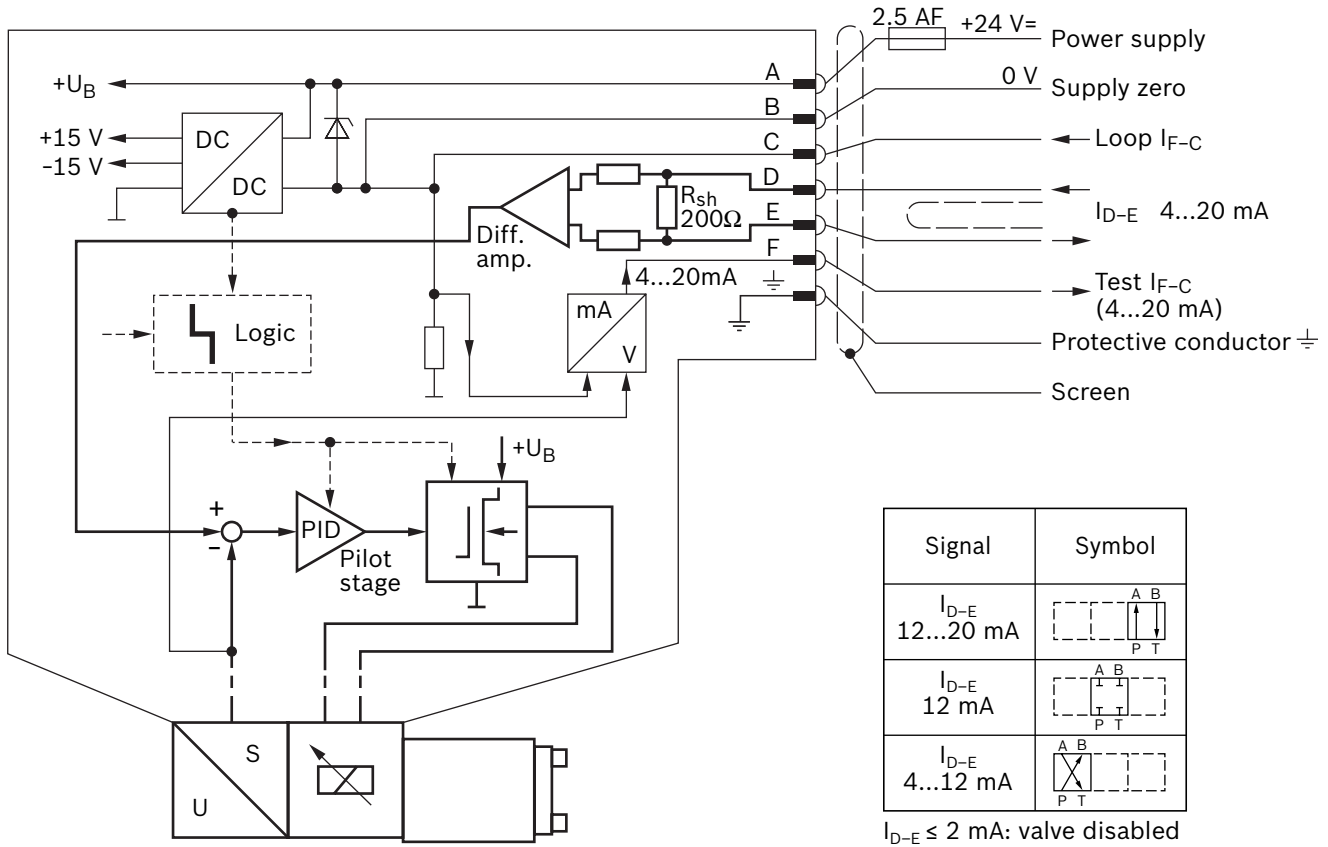 2.5 AF
+24 V=
Power supply
0 V
Supply zero
Loop I_F–C
I_D–E 4...20 mA
Test I_F–C
(4...20 mA)
Protective conductor
Screen
A
B
C
D
E
F
+U_B
+15 V
–15 V
DC
DC
R_sh
200Ω
Diff.
amp.
4...20mA
mA
V
Logic
+U_B
+
–
PID
Pilot
stage
S
U
Signal Symbol
I_D–E
12...20 mA
A B
P T
I_D–E
12 mA
A B
P T
I_D–E
4...12 mA
A B
P T
I_D–E ≤ 2 mA: valve disabled